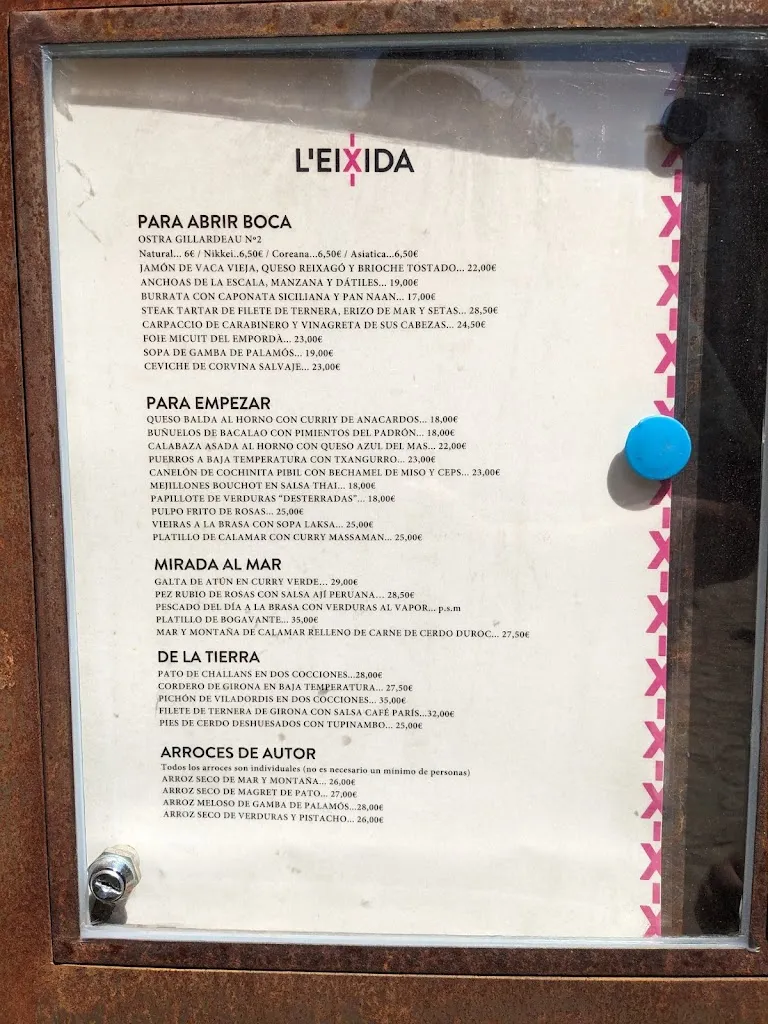 L'EIXIDA
PARA ABRIR BOCA
OSTRA GILLARDEAU Nº2
Natural... 6€ / Nikkei..6,50€ / Coreana...6,50€ / Asiatica...6,50€
JAMÓN DE VACA VIEJA, QUESO REIXAGÓ Y BRIOCHE TOSTADO... 22,00€
ANCHOAS DE LA ESCALA, MANZANA Y DÁTILES... 19,00€
BURRATA CON CAPONATA SICILIANA Y PAN NAAN... 17,00€
STEAK TARTAR DE FILETE DE TERNERA, ERIZO DE MAR Y SETAS... 28,50€
CARPACCIO DE CARABINERO Y VINAGRETA DE SUS CABEZAS... 24,50€
FOIE MICUIT DEL EMPORDÀ... 23,00€
SOPA DE GAMBA DE PALAMÓS... 19,00€
CEVICHE DE CORVINA SALVAJE... 23,00€
PARA EMPEZAR
QUESO BALDA AL HORNO CON CURRIY DE ANACARDOS... 18,00€
BUÑUELOS DE BACALAO CON PIMIENTOS DEL PADRÓN... 18,00€
CALABAZA ASADA AL HORNO CON QUESO AZUL DEL MAS... 22,00€
PUERROS A BAJA TEMPERATURA CON TXANGURRO... 23,00€
CANELÓN DE COCHINITA PIBIL CON BECHAMEL DE MISO Y CEPS... 23,00€
MEJILLONES BOUCHOT EN SALSA THAI... 18,00€
PAPILLOTE DE VERDURAS "DESTERRADAS"... 18,00€
PULPO FRITO DE ROSAS... 25,00€
VIEIRAS A LA BRASA CON SOPA LAKSA... 25,00€
PLATILLO DE CALAMAR CON CURRY MASSAMAN... 25,00€
MIRADA AL MAR
GALTA DE ATÚN EN CURRY VERDE... 29,00€
PEZ RUBIO DE ROSAS CON SALSA AJÍ PERUANA... 28,50€
PESCADO DEL DÍA A LA BRASA CON VERDURAS AL VAPOR... p.s.m
PLATILLO DE BOGAVANTE... 35,00€
MAR Y MONTAÑA DE CALAMAR RELLENO DE CARNE DE CERDO DUROC... 27,50€
DE LA TIERRA
PATO DE CHALLANS EN DOS COCCIONES...28,00€
CORDERO DE GIRONA EN BAJA TEMPERATURA... 27,50€
PICHÓN DE VILADORDIS EN DOS COCCIONES... 35,00€
FILETE DE TERNERA DE GIRONA CON SALSA CAFÉ PARÍS...32,00€
PIES DE CERDO DESHUESADOS CON TUPINAMBO... 25,00€
ARROCES DE AUTOR
Todos los arroces son individuales (no es necesario un mínimo de personas)
ARROZ SECO DE MAR Y MONTAÑA... 26,00€
ARROZ SECO DE MAGRET DE PATO... 27,00€
ARROZ MELOSO DE GAMBA DE PALAMÓS...28,00€
ARROZ SECO DE VERDURAS Y PISTACHO... 26,00€